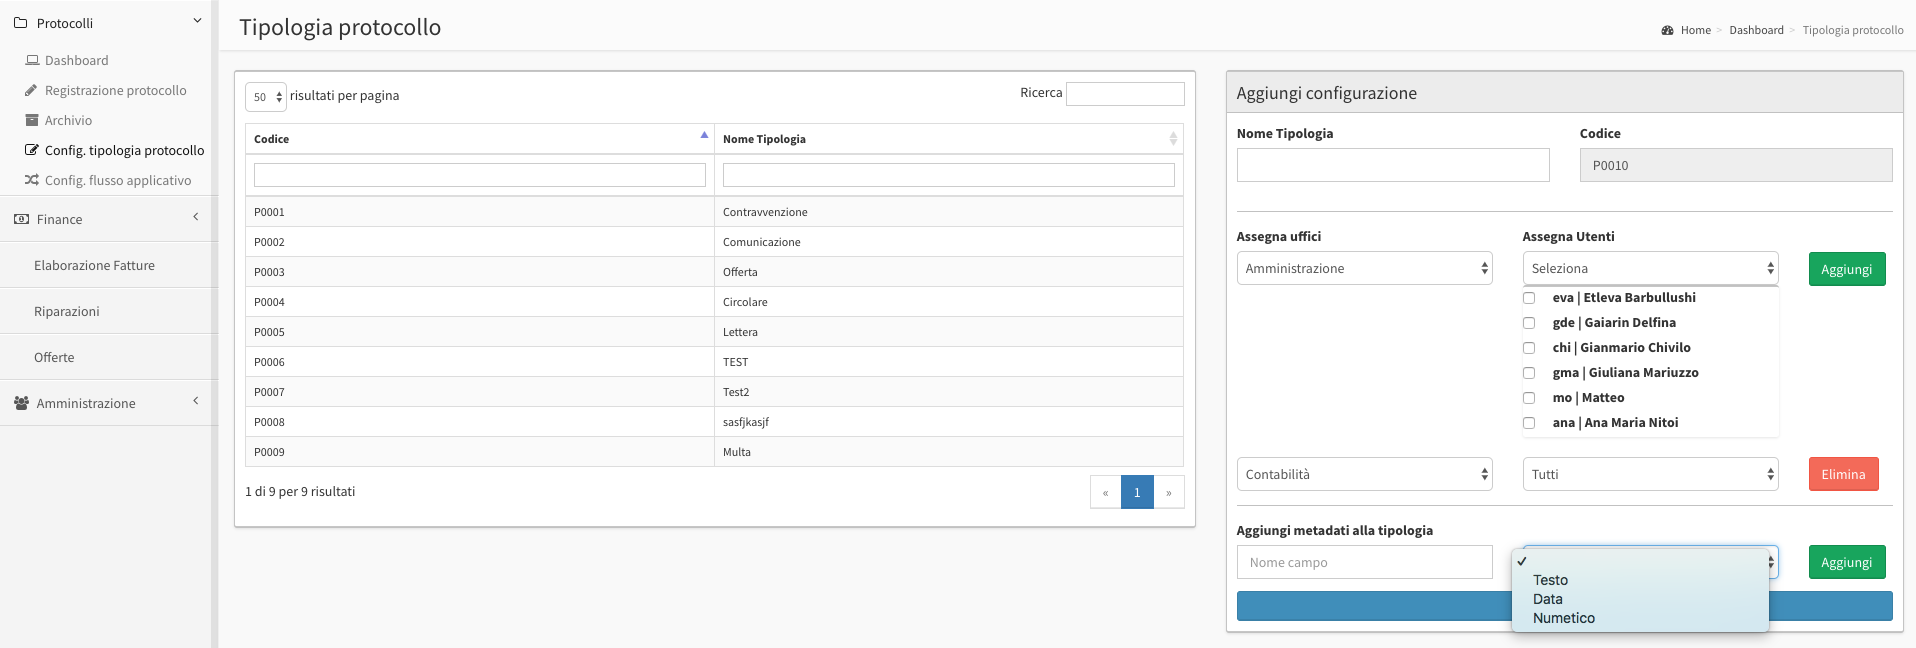 Protocolli
Dashboard
Registrazione protocollo
Archivio
Config. tipologia protocollo
Config. flusso applicativo
Finance
Elaborazione Fatture
Riparazioni
Offerte
Amministrazione
Tipologia protocollo
Home > Dashboard > Tipologia protocollo
50 risultati per pagina
Ricerca
Codice Nome Tipologia
P0001 Contravvenzione
P0002 Comunicazione
P0003 Offerta
P0004 Circolare
P0005 Lettera
P0006 TEST
P0007 Test2
P0008 sasfjkasjf
P0009 Multa
1 di 9 per 9 risultati
« 1 »
Aggiungi configurazione
Nome Tipologia Codice
P0010
Assegna uffici Assegna Utenti
Amministrazione Seleziona Aggiungi
eva | Etleva Barbullushi
gde | Gaiarin Delfina
chi | Gianmario Chivilo
gma | Giuliana Mariuzzo
mo | Matteo
ana | Ana Maria Nitoi
Contabilità Tutti Elimina
Aggiungi metadati alla tipologia
Nome campo Aggiungi
Testo
Data
Numetico